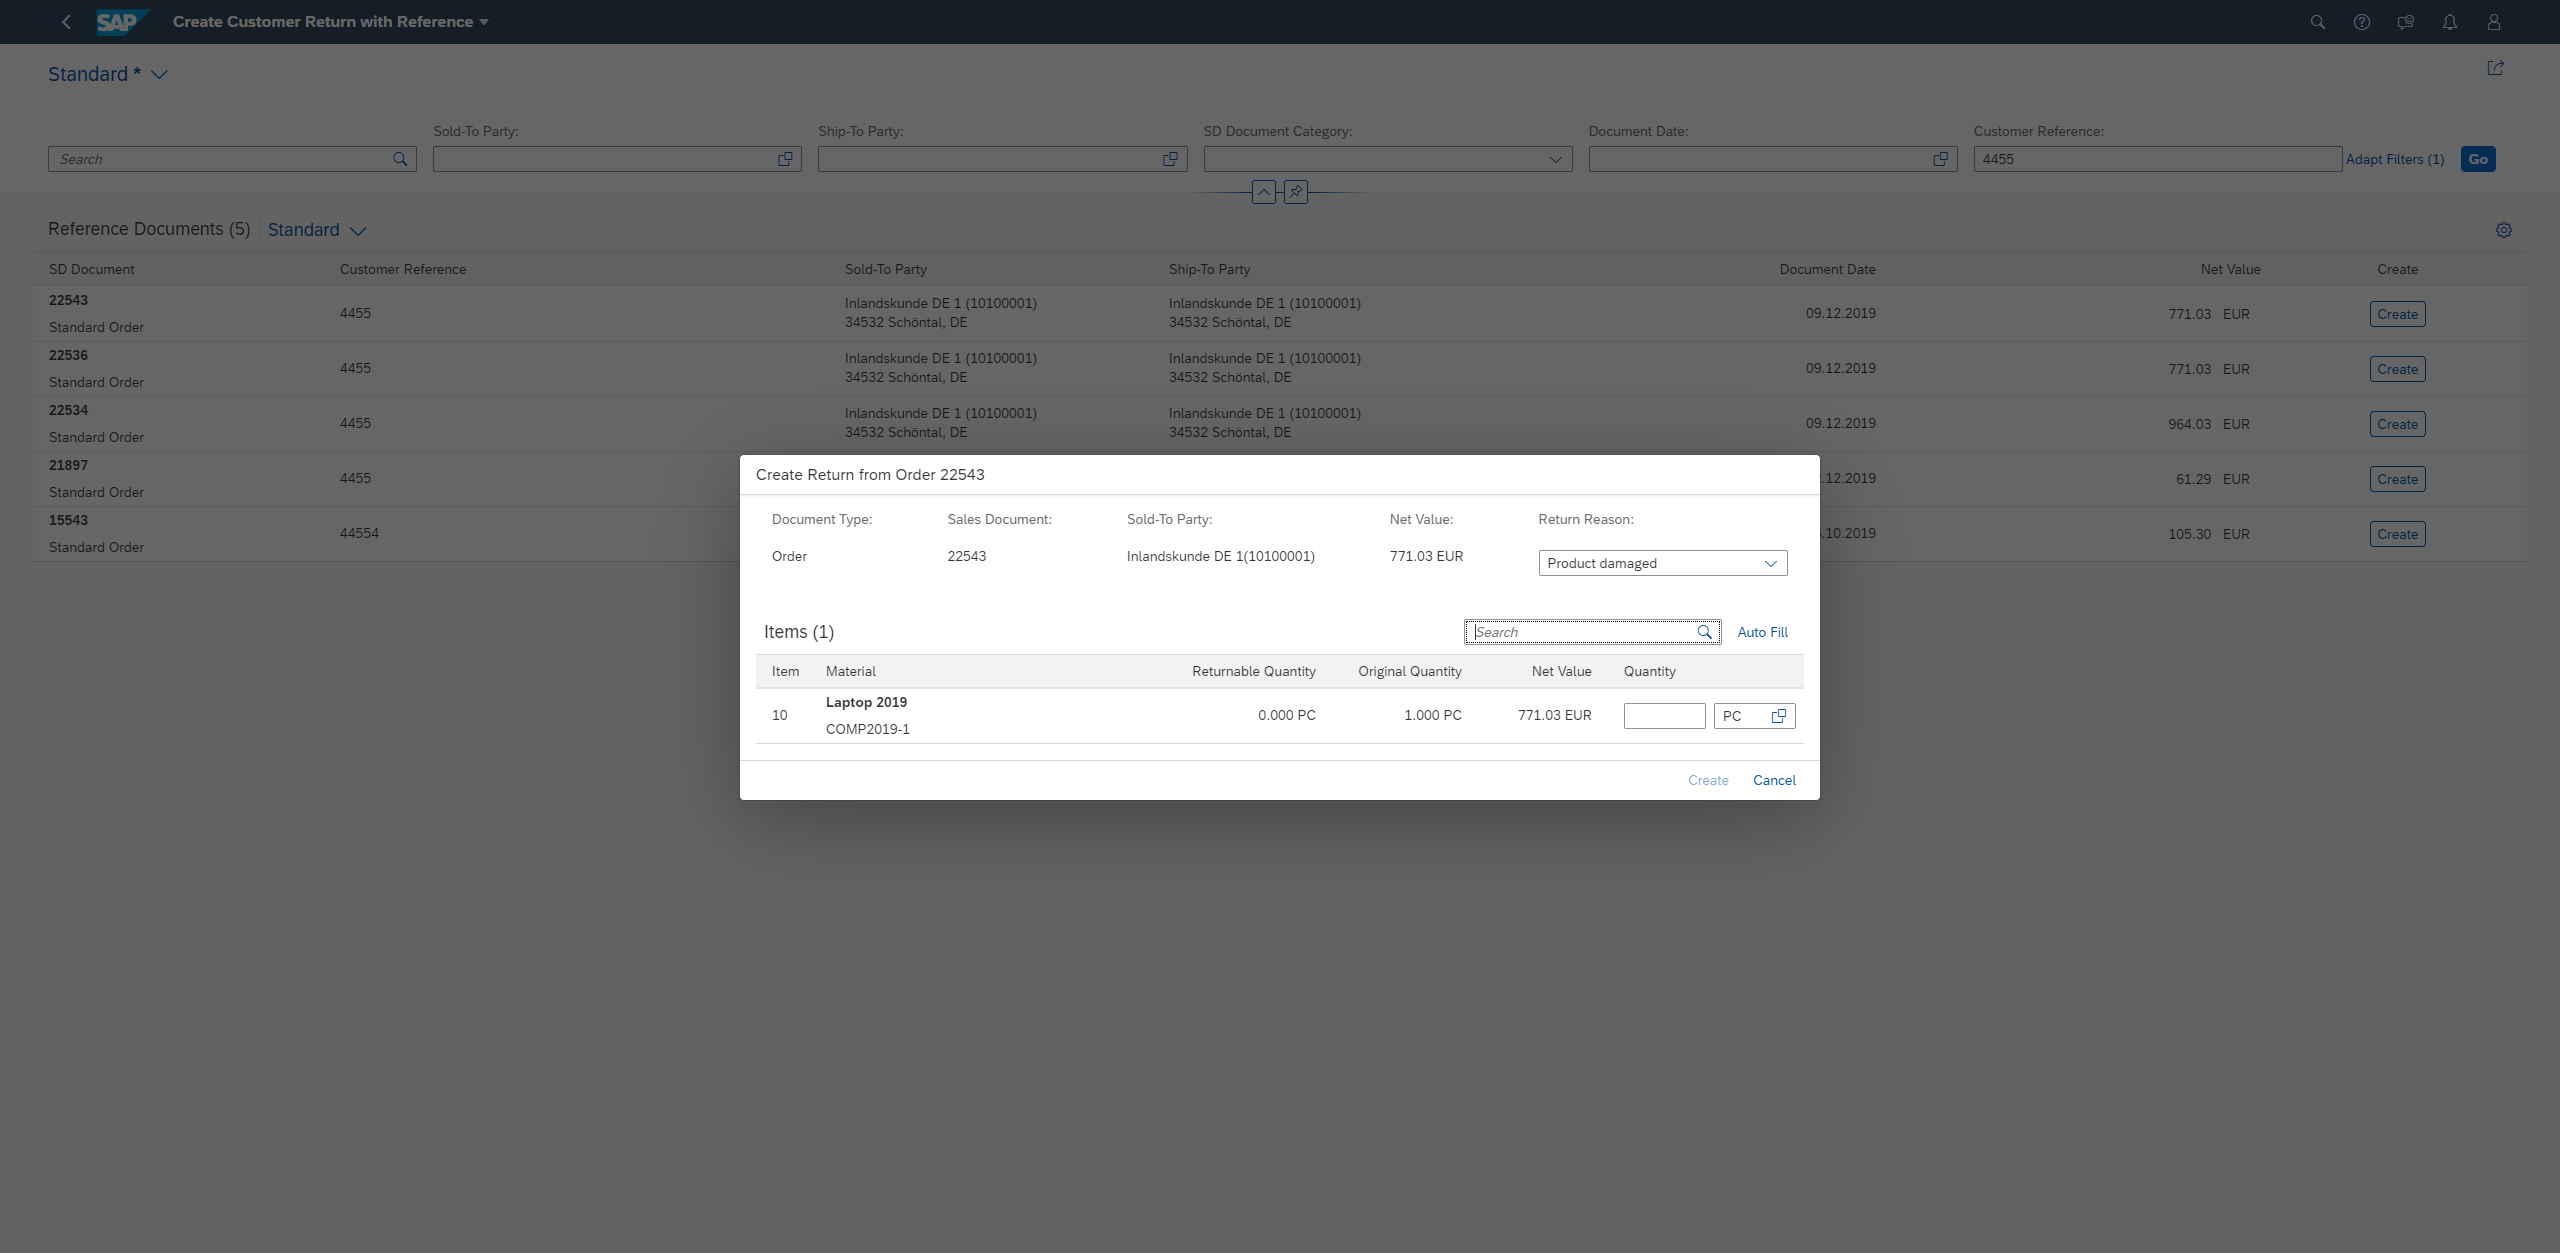 SAP
Create Customer Return with Reference
Standard *
Sold-To Party:
Ship-To Party:
SD Document Category:
Document Date:
Customer Reference:
Search
4455
Adapt Filters (1)
Go
Reference Documents (5)
Standard
SD Document Customer Reference Sold-To Party Ship-To Party Document Date Net Value Create
22543
Standard Order
4455
Inlandskunde DE 1 (10100001)
34532 Schöntal, DE
Inlandskunde DE 1 (10100001)
34532 Schöntal, DE
09.12.2019
771.03 EUR
Create
22536
Standard Order
4455
Inlandskunde DE 1 (10100001)
34532 Schöntal, DE
Inlandskunde DE 1 (10100001)
34532 Schöntal, DE
09.12.2019
771.03 EUR
Create
22534
Standard Order
4455
Inlandskunde DE 1 (10100001)
34532 Schöntal, DE
Inlandskunde DE 1 (10100001)
34532 Schöntal, DE
09.12.2019
964.03 EUR
Create
21897
Standard Order
4455
.12.2019
61.29 EUR
Create
15543
Standard Order
44554
.10.2019
105.30 EUR
Create
Create Return from Order 22543
Document Type: Sales Document: Sold-To Party: Net Value: Return Reason:
Order 22543 Inlandskunde DE 1(10100001) 771.03 EUR Product damaged
Items (1)
Search
Auto Fill
Item Material Returnable Quantity Original Quantity Net Value Quantity
10
Laptop 2019
COMP2019-1
0.000 PC
1.000 PC
771.03 EUR
PC
Create
Cancel